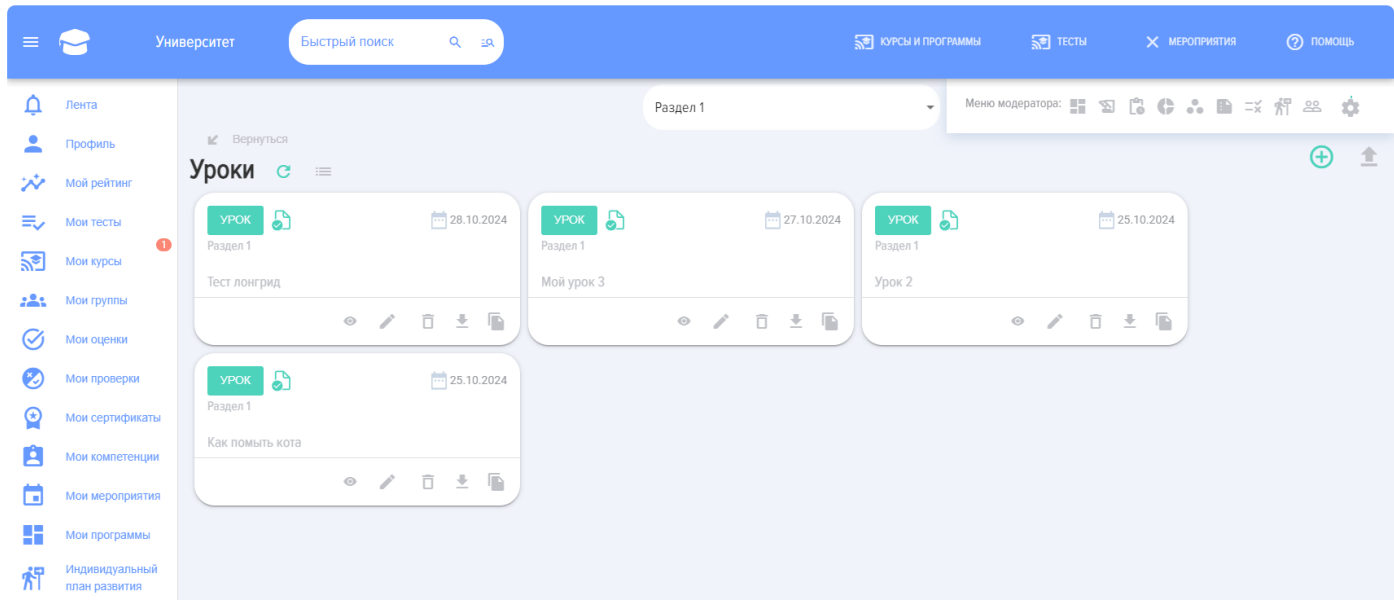 Университет
Быстрый поиск
КУРСЫ И ПРОГРАММЫ
ТЕСТЫ
МЕРОПРИЯТИЯ
ПОМОЩЬ
Лента
Профиль
Мой рейтинг
Мои тесты
1
Мои курсы
Мои группы
Мои оценки
Мои проверки
Мои сертификаты
Мои компетенции
Мои мероприятия
Мои программы
Индивидуальный
план развития
Раздел 1
Меню модератора:
Вернуться
Уроки
УРОК
28.10.2024
Раздел 1
Тест лонгрид
УРОК
27.10.2024
Раздел 1
Мой урок 3
УРОК
25.10.2024
Раздел 1
Урок 2
УРОК
25.10.2024
Раздел 1
Как помыть кота